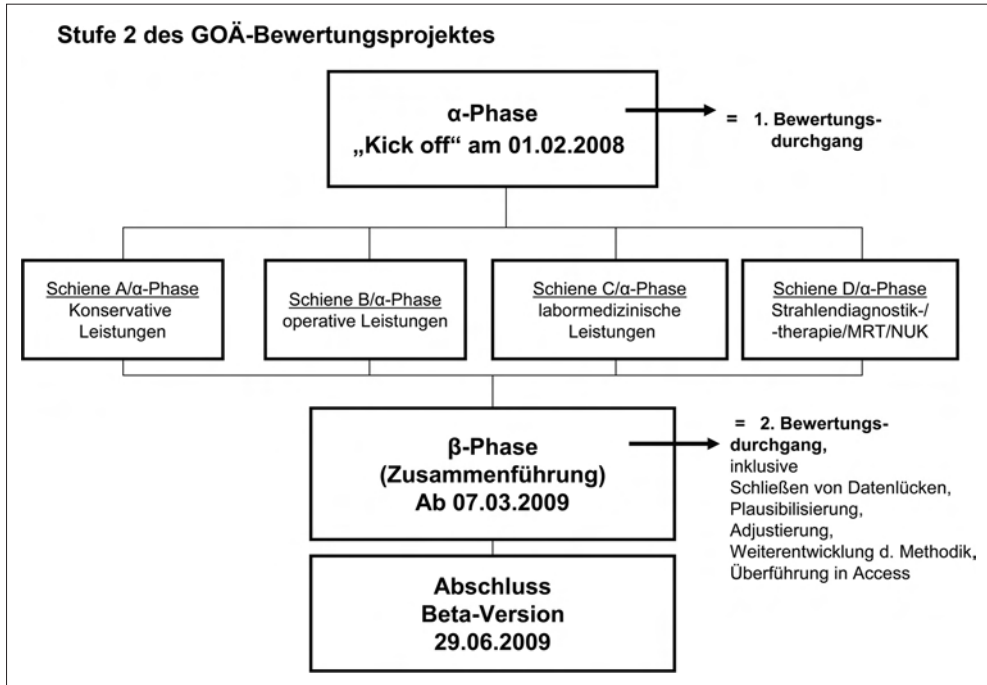 Stufe 2 des GOÄ-Bewertungsprojektes
α-Phase
„Kick off“ am 01.02.2008
= 1. Bewertungs-
durchgang
Schiene A/α-Phase
Konservative
Leistungen
Schiene B/α-Phase
operative Leistungen
Schiene C/α-Phase
labormedizinische
Leistungen
Schiene D/α-Phase
Strahlendiagnostik-/
-therapie/MRT/NUK
β-Phase
(Zusammenführung)
Ab 07.03.2009
= 2. Bewertungs-
durchgang,
inklusive
Schließen von Datenlücken,
Plausibilisierung,
Adjustierung,
Weiterentwicklung d. Methodik,
Überführung in Access
Abschluss
Beta-Version
29.06.2009